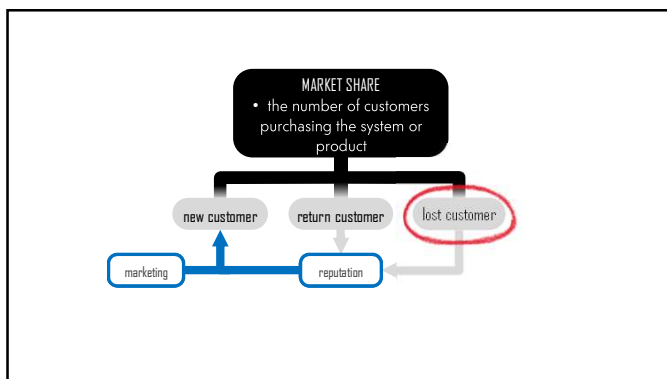 MARKET SHARE
• the number of customers
purchasing the system or
product
new customer
return customer
lost customer
marketing
reputation